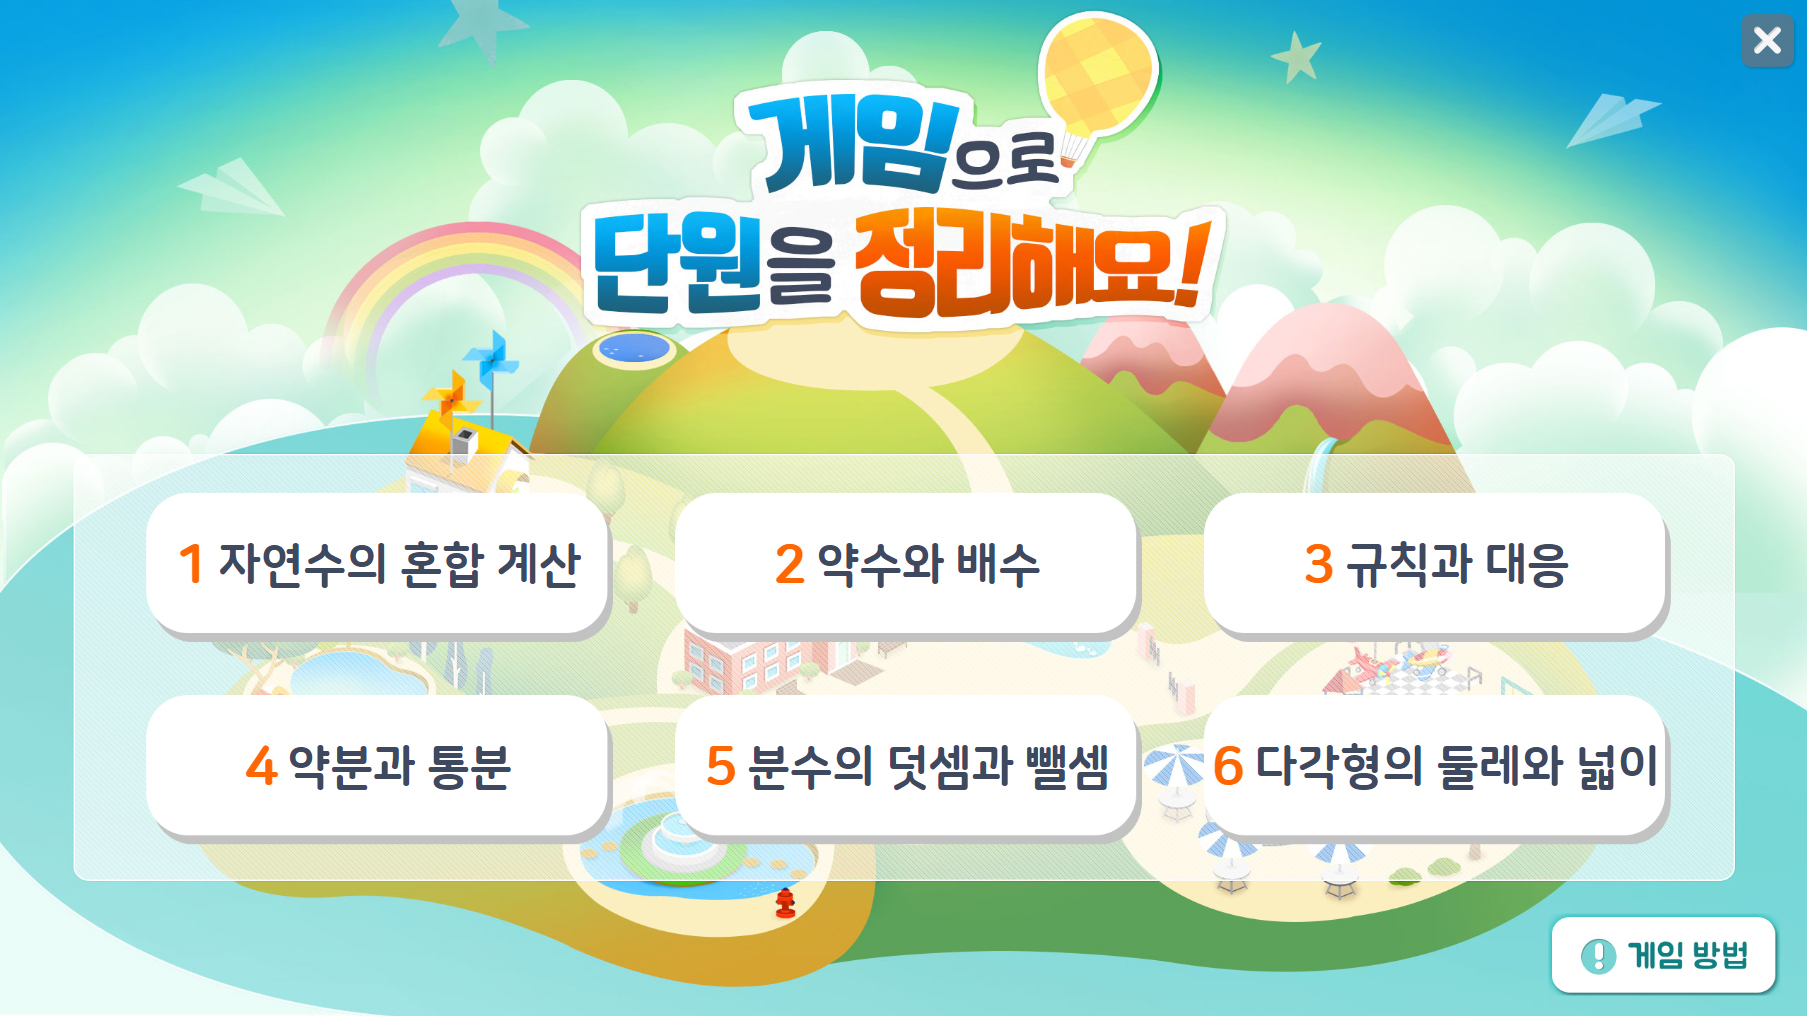 게임으로
단원을 정리해요!
1 자연수의 혼합 계산
2 약수와 배수
3 규칙과 대응
4 약분과 통분
5 분수의 덧셈과 뺄셈
6 다각형의 둘레와 넓이
게임 방법